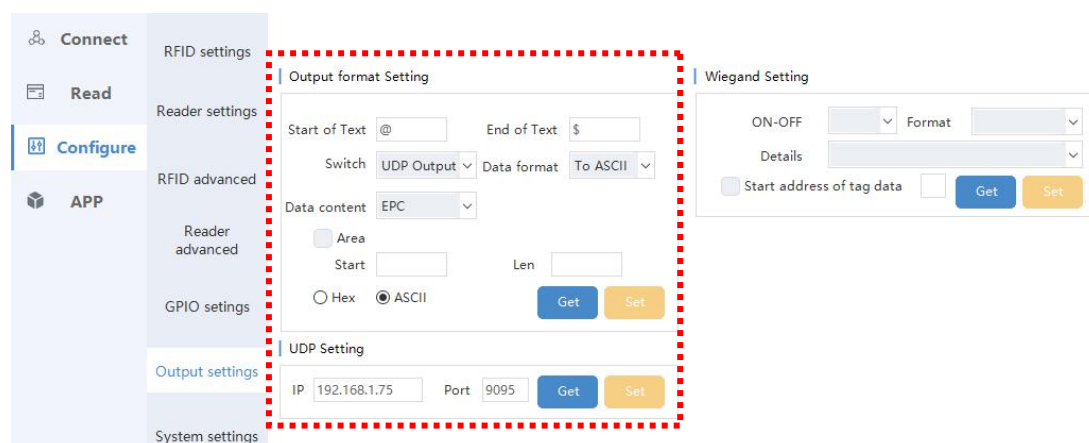 Connect
Read
Configure
APP
RFID settings
Reader settings
RFID advanced
Reader
advanced
GPIO setings
Output settings
System settings
Output format Setting
Start of Text @ End of Text $
Switch UDP Output Data format To ASCII
Data content EPC
Area
Start Len
Hex ASCII Get Set
UDP Setting
IP 192.168.1.75 Port 9095 Get Set
Wiegand Setting
ON-OFF Format
Details
Start address of tag data Get Set